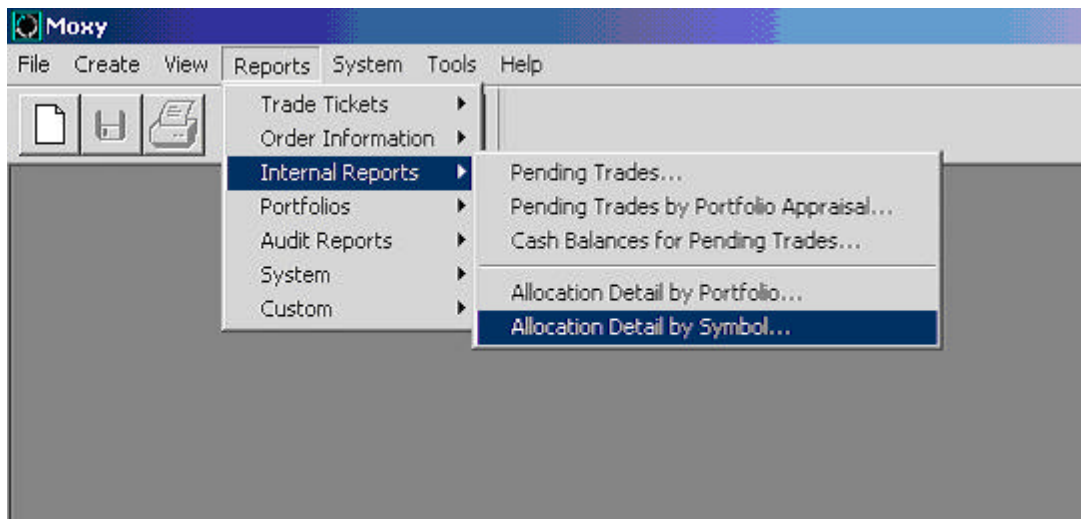 Moxy
File Create View Reports System Tools Help
Trade Tickets
Order Information
Internal Reports
Portfolios
Audit Reports
System
Custom
Pending Trades...
Pending Trades by Portfolio Appraisal...
Cash Balances for Pending Trades...
Allocation Detail by Portfolio...
Allocation Detail by Symbol...